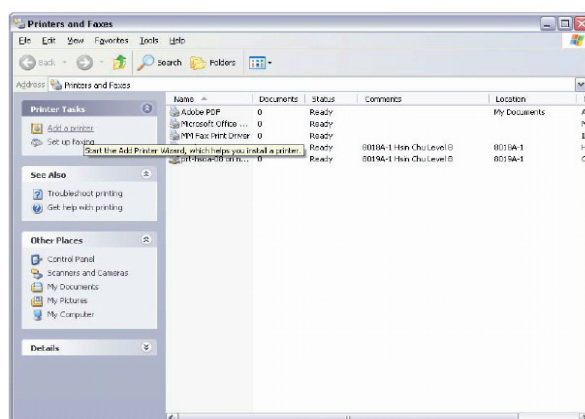 Printers and Faxes
File Edit View Favorites Tools Help
Back Search Folders
Address Printers and Faxes
Name Documents Status Comments Location
Printer Tasks
Add a printer
Set up faxing
Start the Add Printer Wizard, which helps you install a printer.
Adobe PDF 0 Ready My Documents
Microsoft Office ... 0 Ready
MM Fax Print Driver 0 Ready
Ready 8018A-1 Hsin Chu Level 8 8018A-1
prt-hsda-08 on n... 0 Ready 8019A-1 Hsin Chu Level 8 8019A-1
See Also
Troubleshoot printing
Get help with printing
Other Places
Control Panel
Scanners and Cameras
My Documents
My Pictures
My Computer
Details